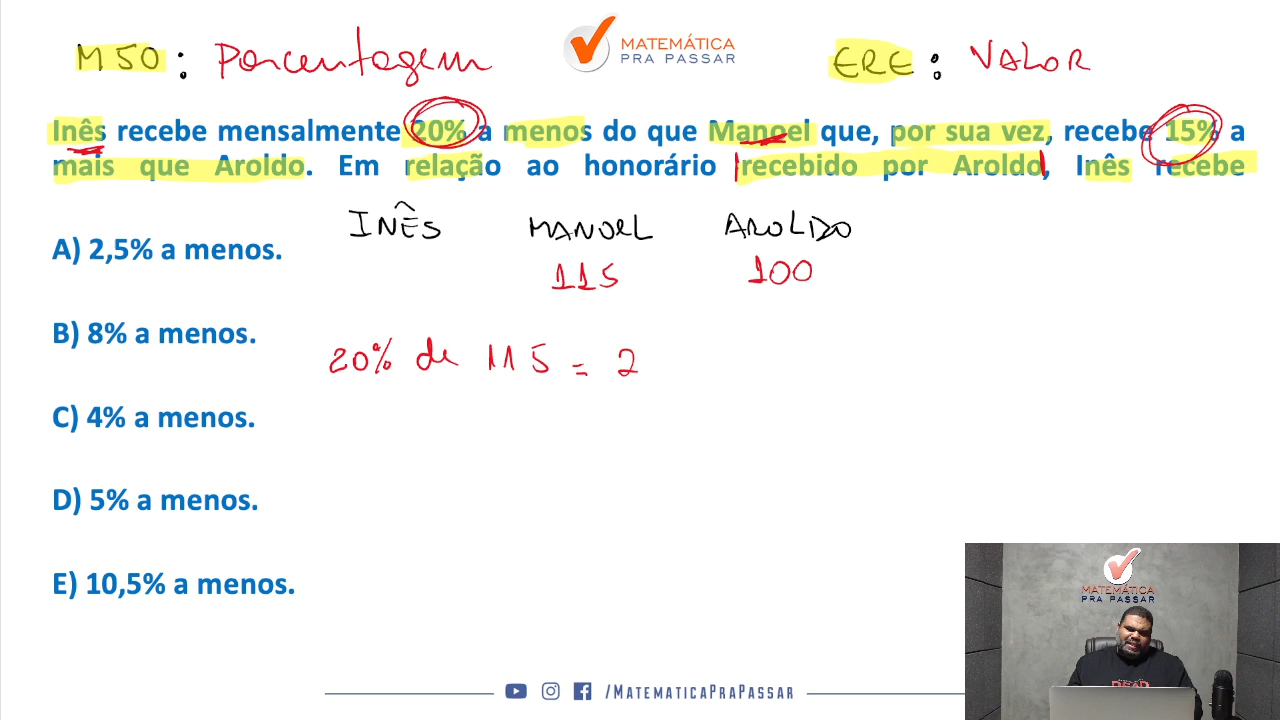 M50 : Porcentagem
MATEMÁTICA
PRA PASSAR
ERE : VALOR
Inês recebe mensalmente 20% a menos do que Manoel que, por sua vez, recebe 15% a
mais que Aroldo. Em relação ao honorário recebido por Aroldo, Inês recebe
INÊS MANOEL AROLDO
A) 2,5% a menos.
115 100
B) 8% a menos.
20% de 115 = 2
C) 4% a menos.
D) 5% a menos.
E) 10,5% a menos.
MATEMÁTICA
PRA PASSAR
/MATEMATICAPRAPASSAR